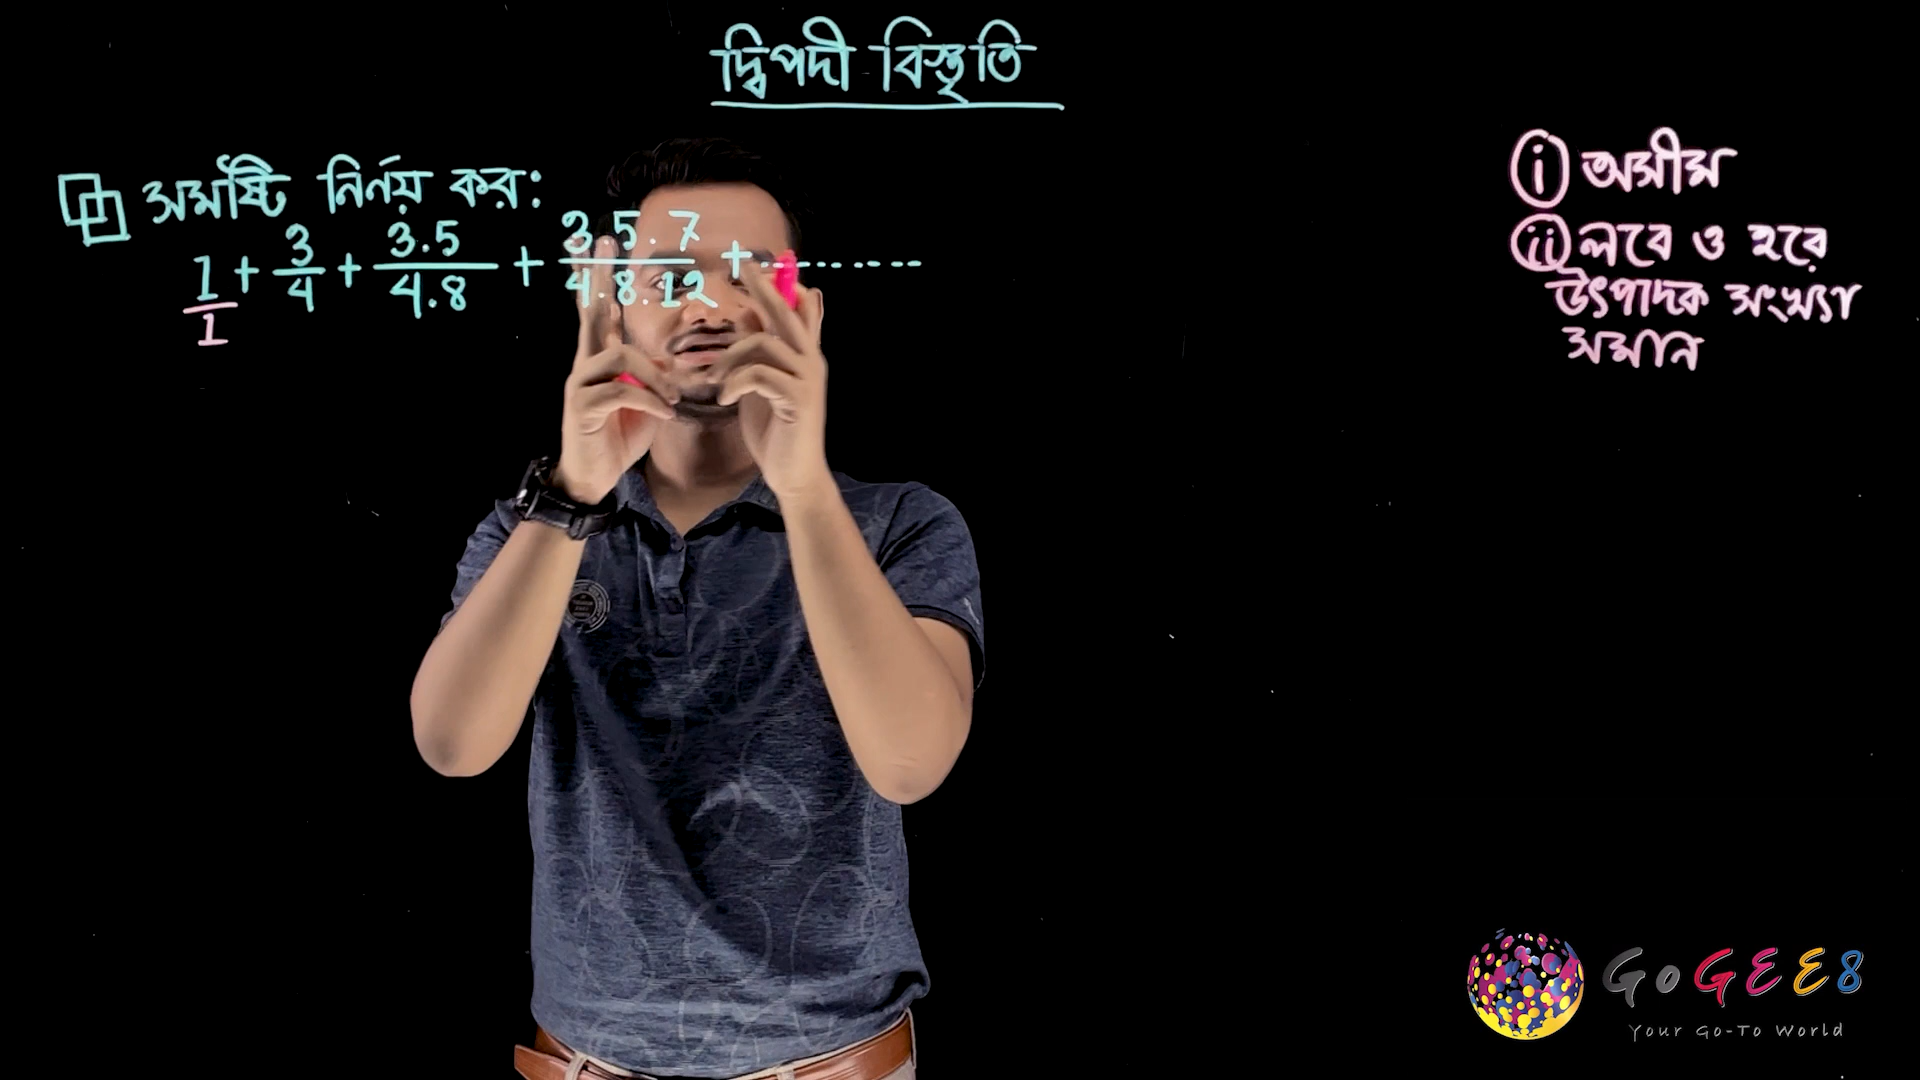 দ্বিপদী বিস্তৃতি
সমষ্টি নির্নয় কর:
1/1 + 3/4 + 3.5/4.8 + 3.5.7/4.8.12 + ..........
i অসীম
ii লবে ও হরে
উৎপাদক সংখ্যা
সমান
GoGEE8
Your Go-To World